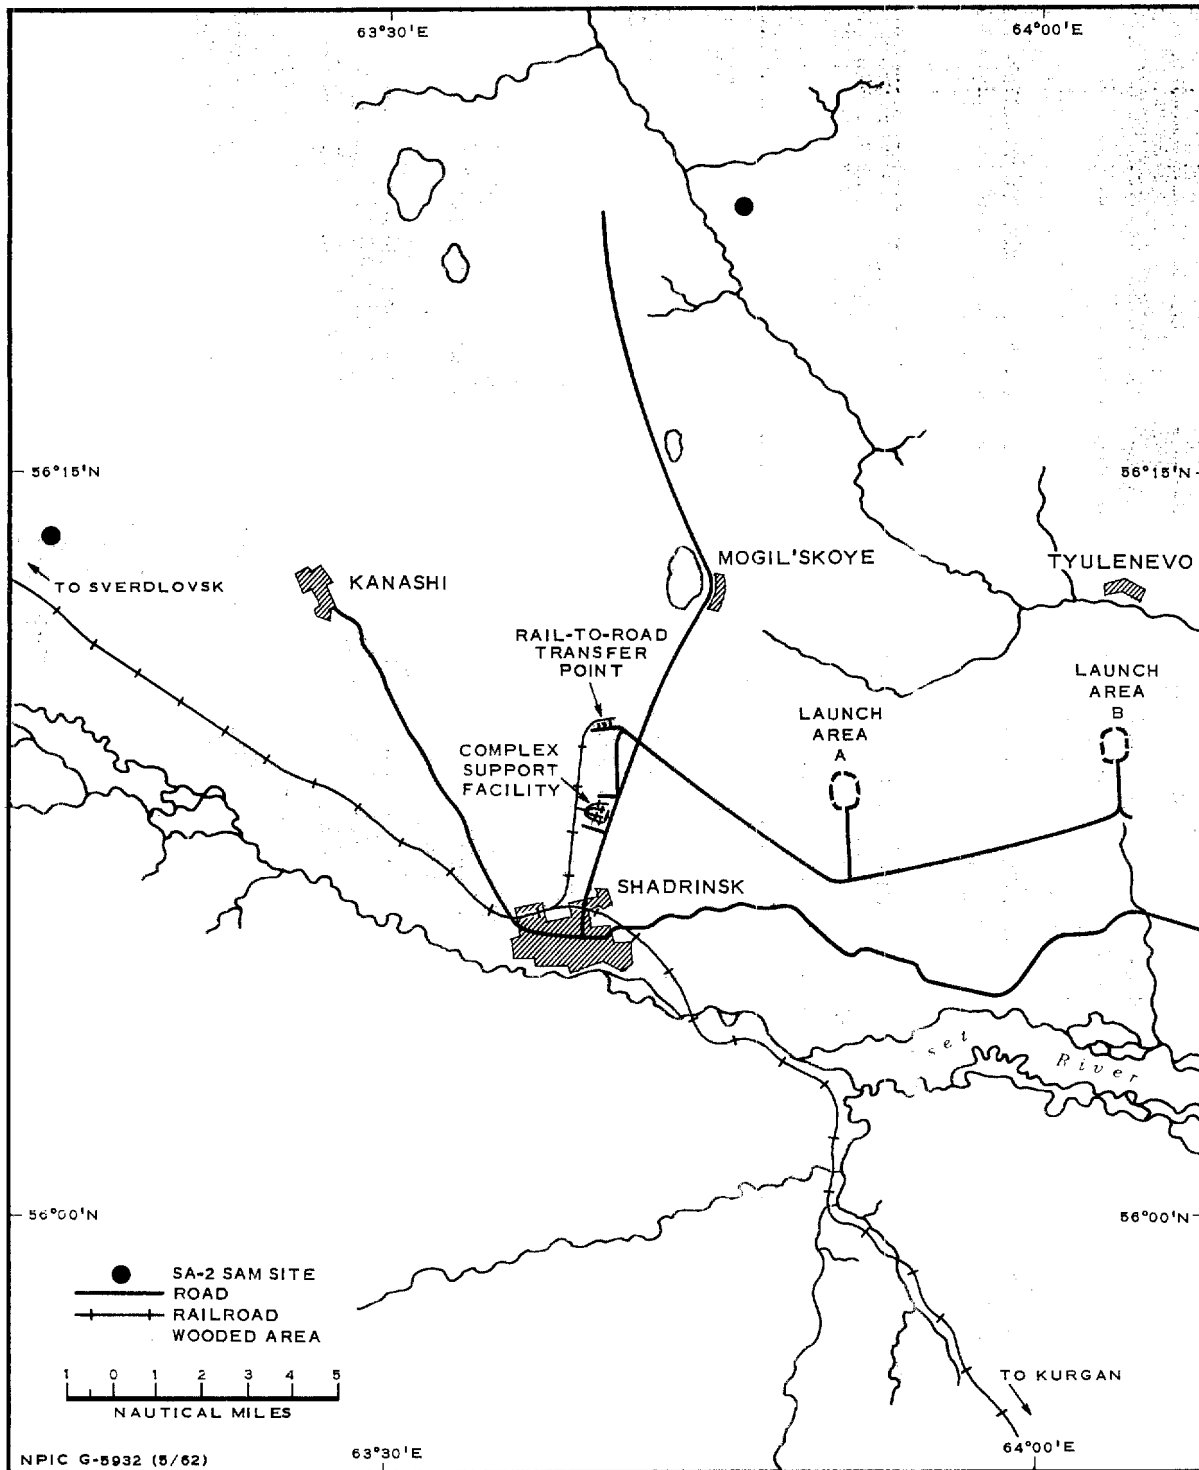 63°30'E
64°00'E
56°15'N
56°15'N
TO SVERDLOVSK
KANASHI
MOGIL'SKOYE
TYULENEVO
RAIL-TO-ROAD
TRANSFER
POINT
LAUNCH
AREA
B
LAUNCH
AREA
A
COMPLEX
SUPPORT
FACILITY
SHADRINSK
set River
56°00'N
56°00'N
SA-2 SAM SITE
ROAD
RAILROAD
WOODED AREA
1 0 1 2 3 4 5
NAUTICAL MILES
TO KURGAN
NPIC G-5932 (5/62)
63°30'E
64°00'E